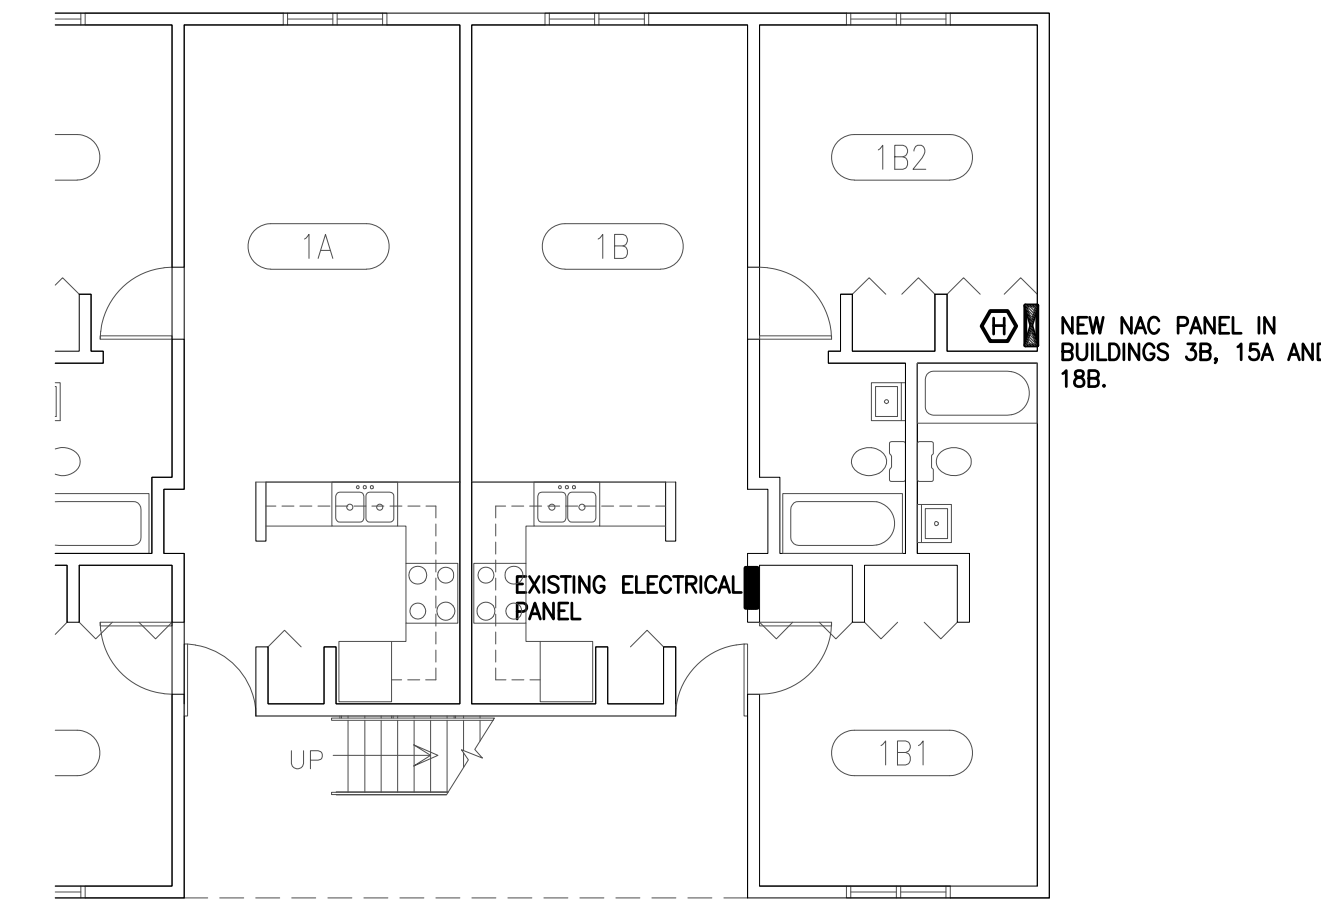 1B2
1A
1B
H
NEW NAC PANEL IN
BUILDINGS 3B, 15A AND
18B.
EXISTING ELECTRICAL
PANEL
UP
1B1